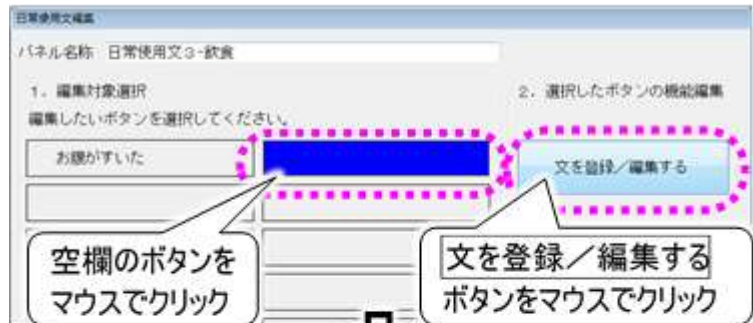 日常使用文編集
パネル名称 日常使用文3-飲食
1. 編集対象選択
2. 選択したボタンの機能編集
編集したいボタンを選択してください。
お腹がすいた
文を登録/編集する
空欄のボタンを
マウスでクリック
文を登録/編集する
ボタンをマウスでクリック